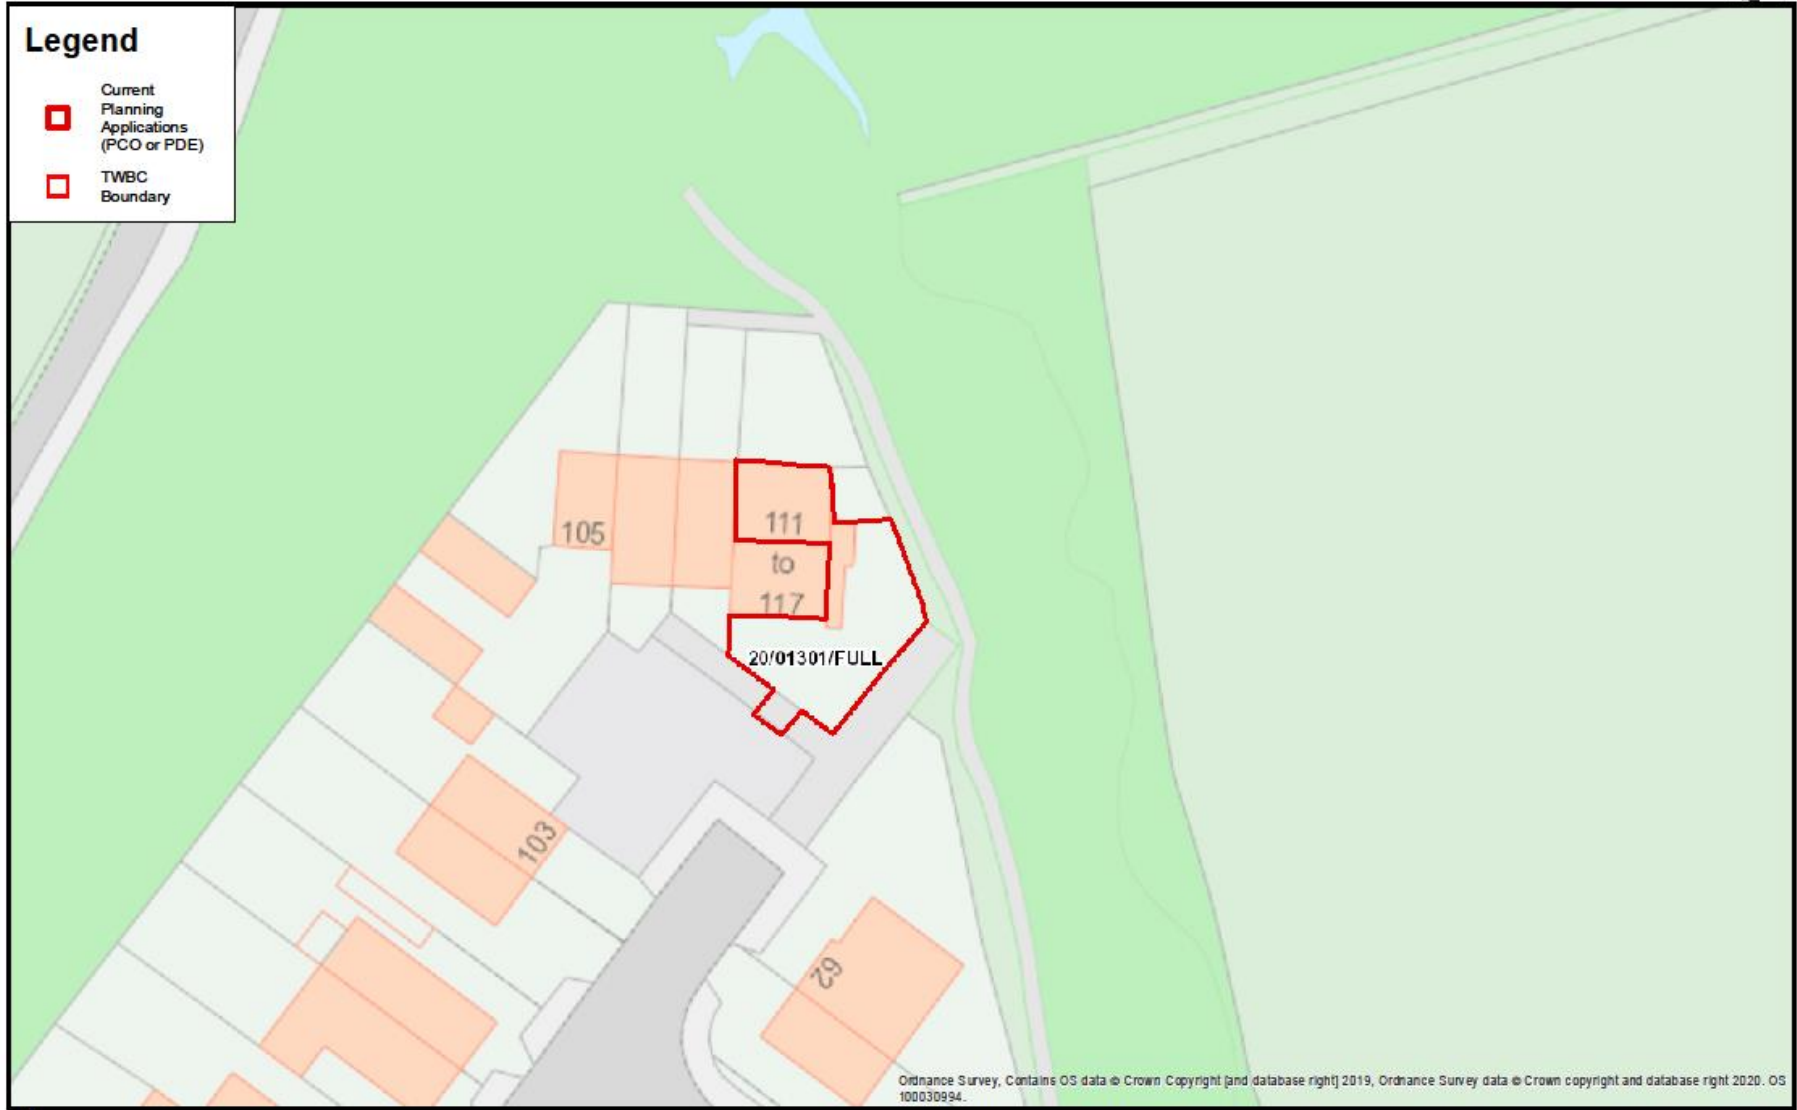 Legend
Current
Planning
Applications
(PCO or PDE)
TWBC
Boundary
105
111
to
117
20/01301/FULL
103
62
Ordnance Survey, Contains OS data © Crown Copyright [and database right] 2019, Ordnance Survey data © Crown copyright and database right 2020. OS
100030994.